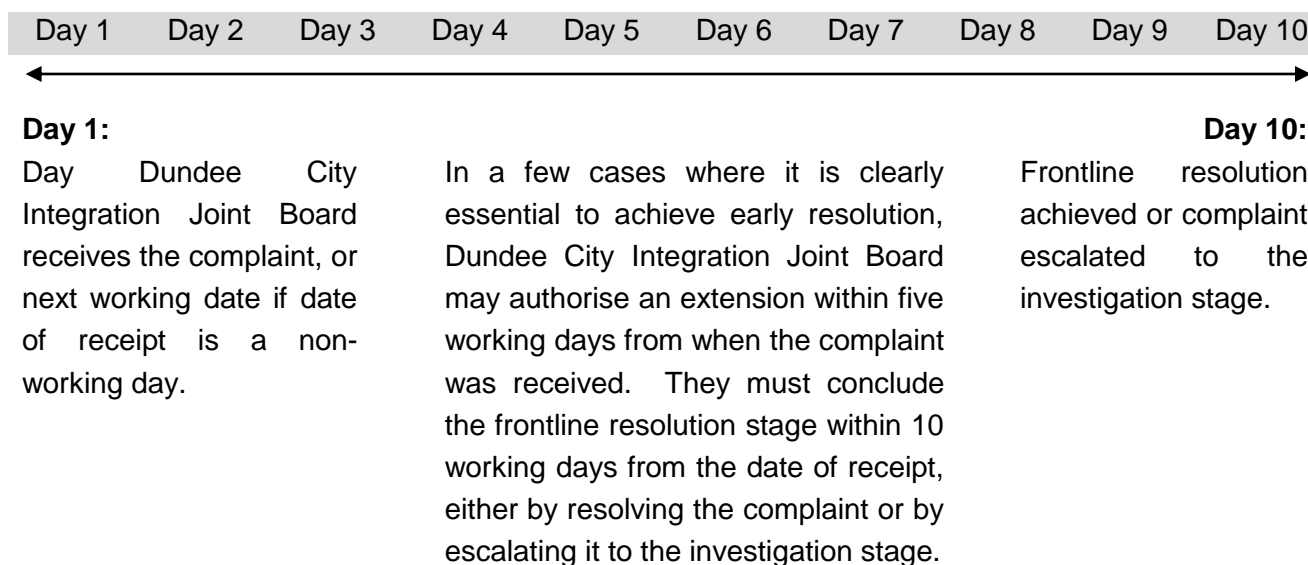 Day 1 Day 2 Day 3 Day 4 Day 5 Day 6 Day 7 Day 8 Day 9 Day 10
Day 1:
Day Dundee City
Integration Joint Board
receives the complaint, or
next working date if date
of receipt is a non-
working day.
In a few cases where it is clearly
essential to achieve early resolution,
Dundee City Integration Joint Board
may authorise an extension within five
working days from when the complaint
was received. They must conclude
the frontline resolution stage within 10
working days from the date of receipt,
either by resolving the complaint or by
escalating it to the investigation stage.
Day 10:
Frontline resolution
achieved or complaint
escalated to the
investigation stage.